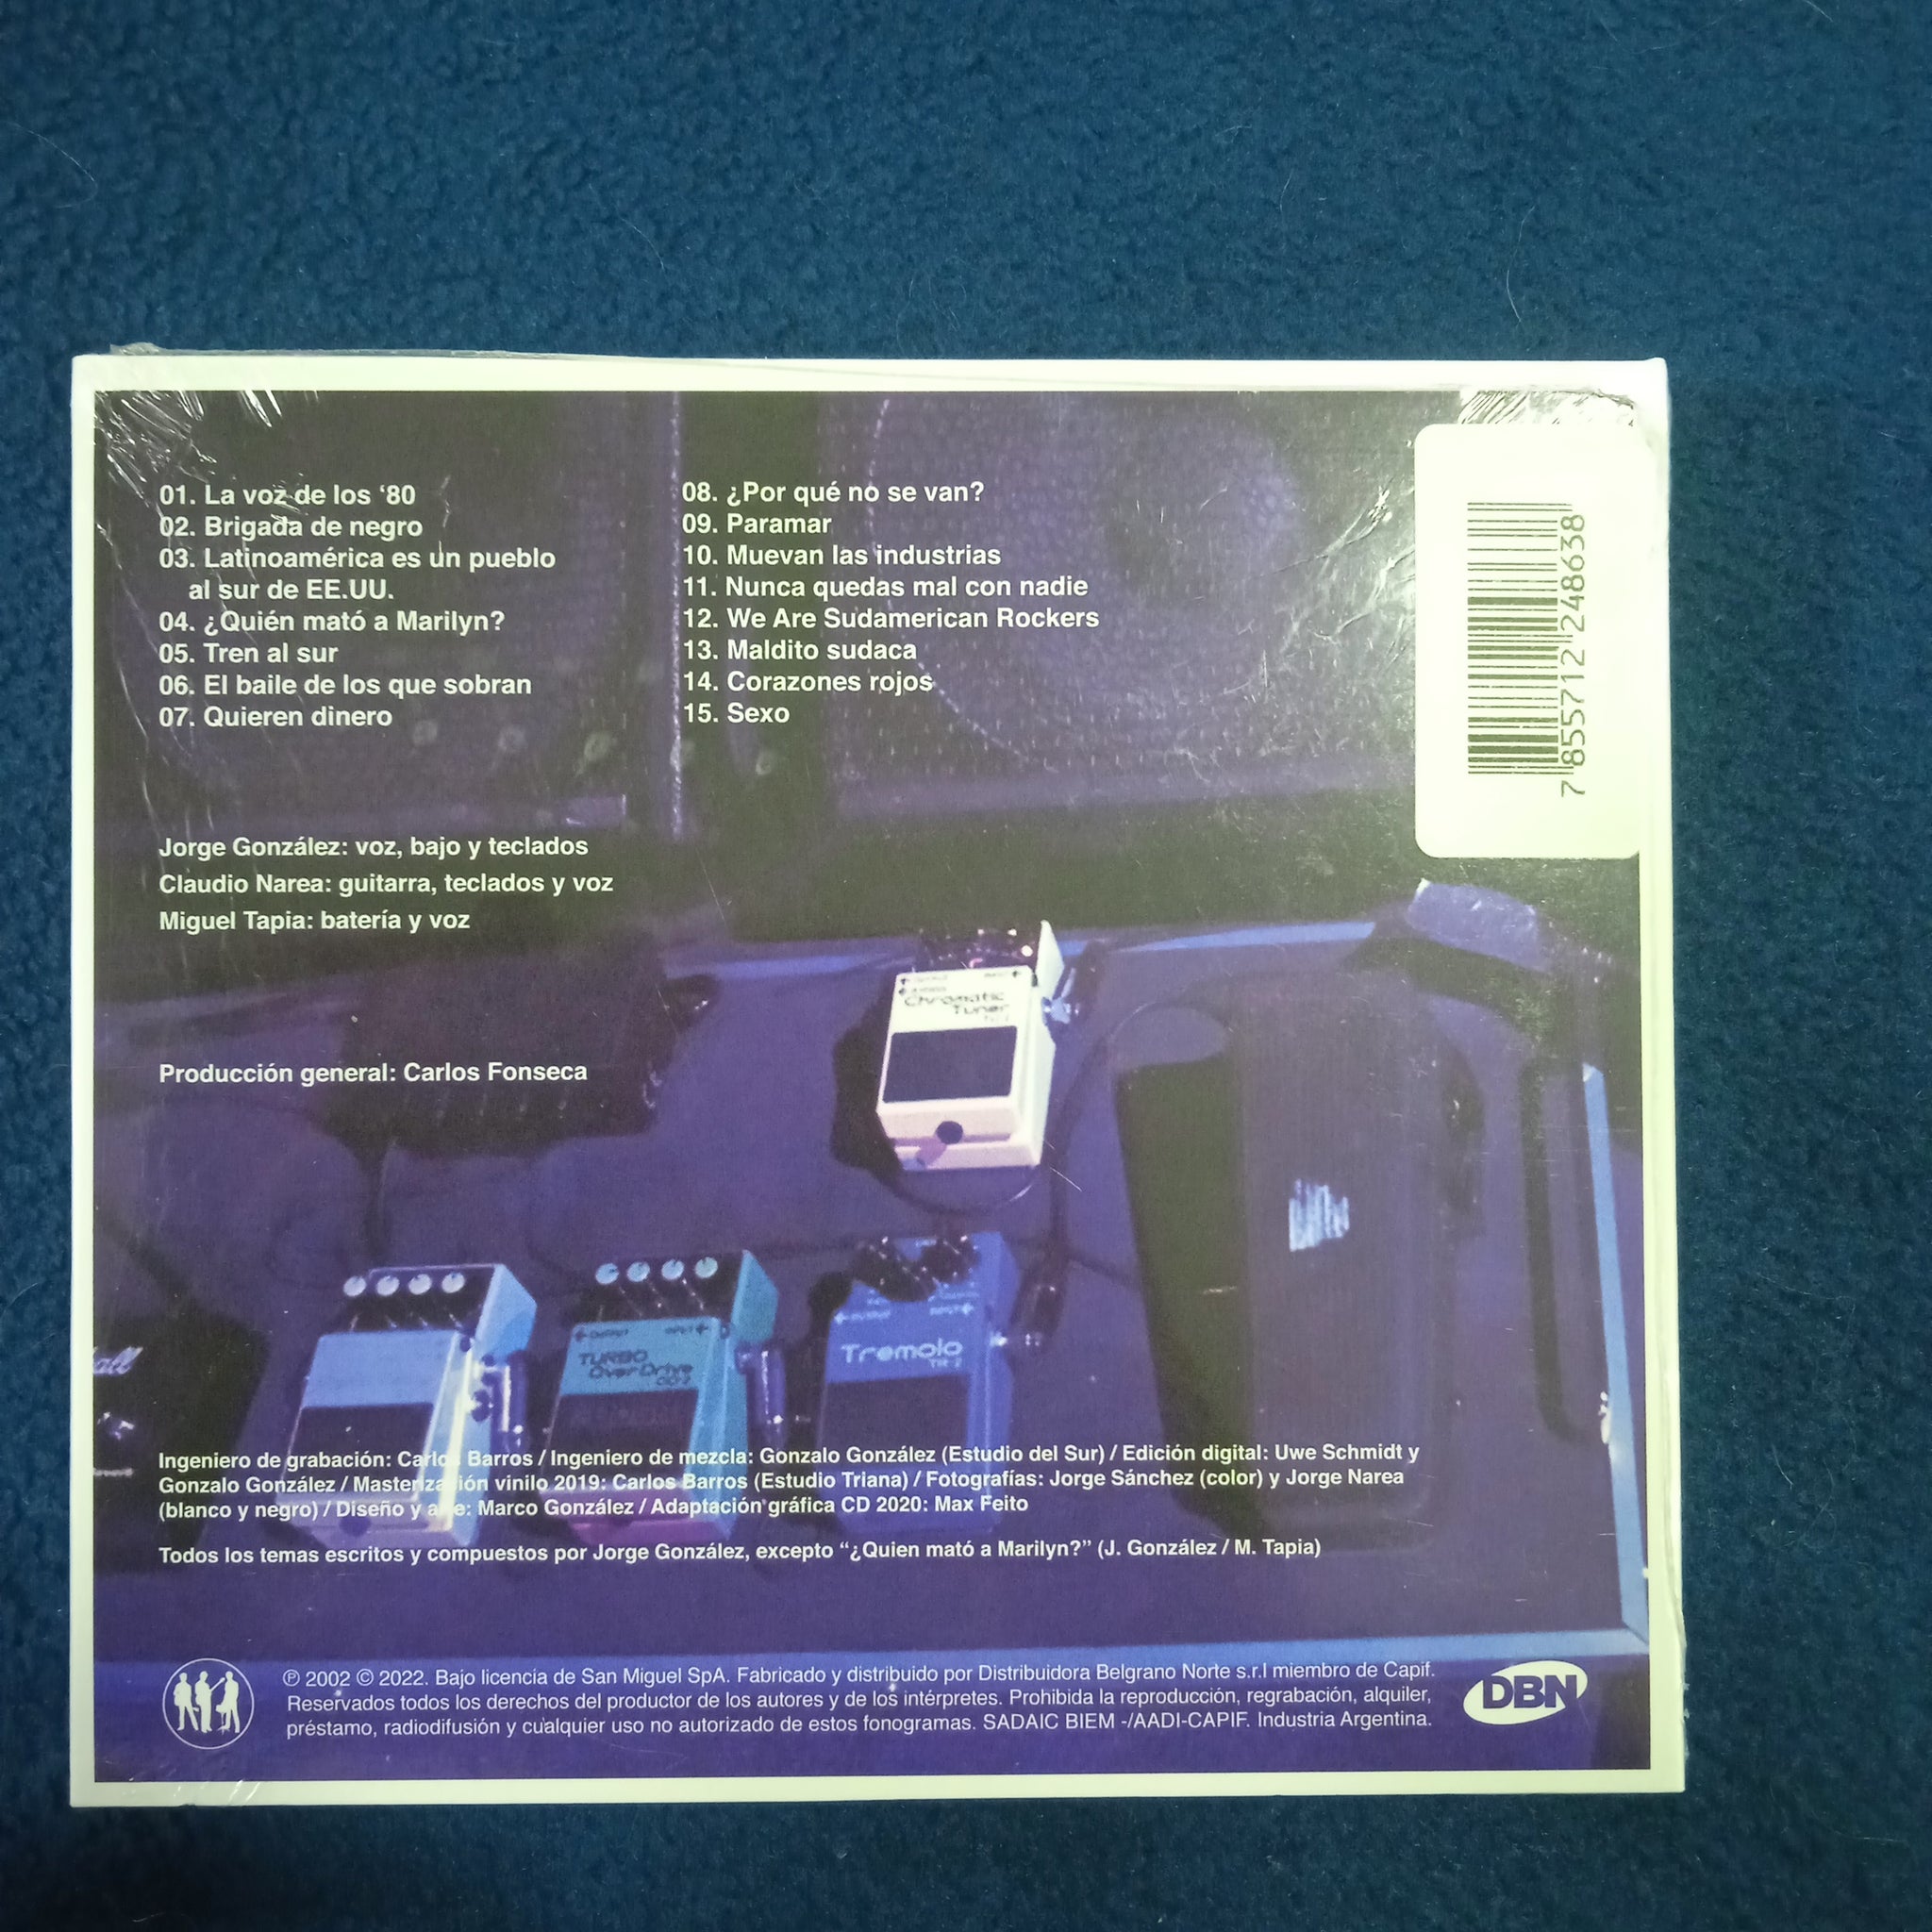 01. La voz de los ‘80
02. Brigada de negro
03. Latinoamérica es un pueblo
al sur de EE.UU.
04. ¿Quién mató a Marilyn?
05. Tren al sur
06. El baile de los que sobran
07. Quieren dinero
08. ¿Por qué no se van?
09. Paramar
10. Muevan las industrias
11. Nunca quedas mal con nadie
12. We Are Sudamerican Rockers
13. Maldito sudaca
14. Corazones rojos
15. Sexo
7 855712 248638
Jorge González: voz, bajo y teclados
Claudio Narea: guitarra, teclados y voz
Miguel Tapia: batería y voz
Chromatic
Tuner
Producción general: Carlos Fonseca
OUTPUT INPUT
TURBO
OverDrive
OUTPUT INPUT
Tremolo
TR-2
all
Ingeniero de grabación: Carlos Barros / Ingeniero de mezcla: Gonzalo González (Estudio del Sur) / Edición digital: Uwe Schmidt y
Gonzalo González / Masterización vinilo 2019: Carlos Barros (Estudio Triana) / Fotografías: Jorge Sánchez (color) y Jorge Narea
(blanco y negro) / Diseño y arte: Marco González / Adaptación gráfica CD 2020: Max Feito
Todos los temas escritos y compuestos por Jorge González, excepto “¿Quien mató a Marilyn?” (J. González / M. Tapia)
℗ 2002 © 2022. Bajo licencia de San Miguel SpA. Fabricado y distribuido por Distribuidora Belgrano Norte s.r.l miembro de Capif.
Reservados todos los derechos del productor de los autores y de los intérpretes. Prohibida la reproducción, regrabación, alquiler,
préstamo, radiodifusión y cualquier uso no autorizado de estos fonogramas. SADAIC BIEM -/AADI-CAPIF. Industria Argentina.
DBN